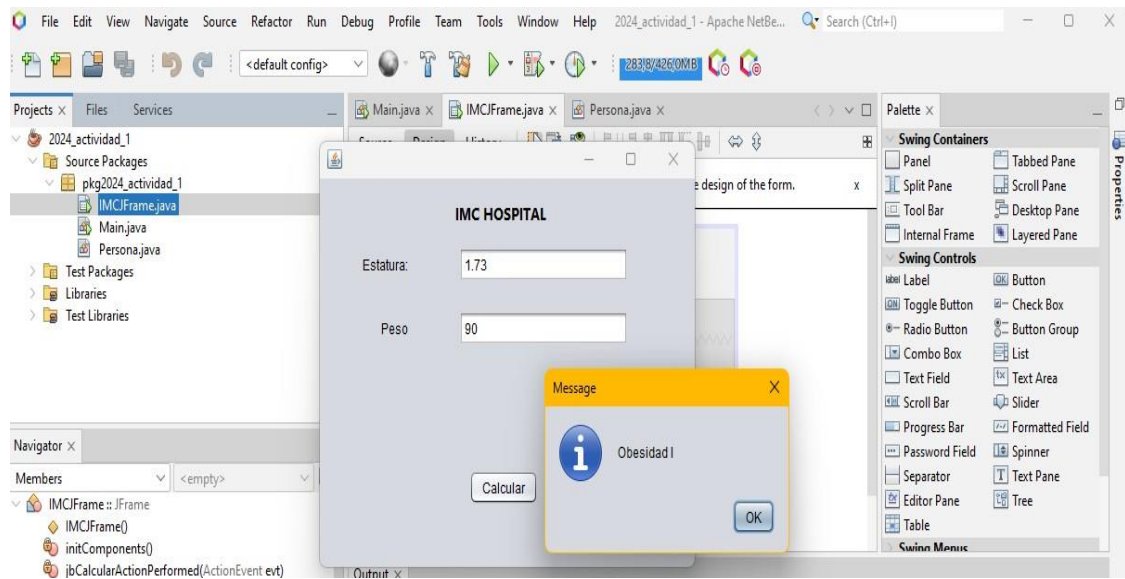 File Edit View Navigate Source Refactor Run Debug Profile Team Tools Window Help 2024_actividad_1 - Apache NetBe... Search (Ctrl+I)
<default config> 283,8/426,0MB
Projects Files Services
2024_actividad_1
Source Packages
pkg2024_actividad_1
IMCJFrame.java
Main.java
Persona.java
Test Packages
Libraries
Test Libraries
Navigator
Members <empty>
IMCJFrame :: JFrame
IMCJFrame()
initComponents()
jbCalcularActionPerformed(ActionEvent evt)
Main.java IMCJFrame.java Persona.java
e design of the form. x
IMC HOSPITAL
Estatura: 1.73
Peso 90
Calcular
Message
Obesidad I
OK
Output
Palette
Swing Containers
Panel Tabbed Pane
Split Pane Scroll Pane
Tool Bar Desktop Pane
Internal Frame Layered Pane
Swing Controls
label Label OK Button
ON Toggle Button Check Box
Radio Button Button Group
Combo Box List
Text Field Text Area
Scroll Bar Slider
Progress Bar Formatted Field
Password Field Spinner
Separator Text Pane
Editor Pane Tree
Table
Swing Menus
Properties